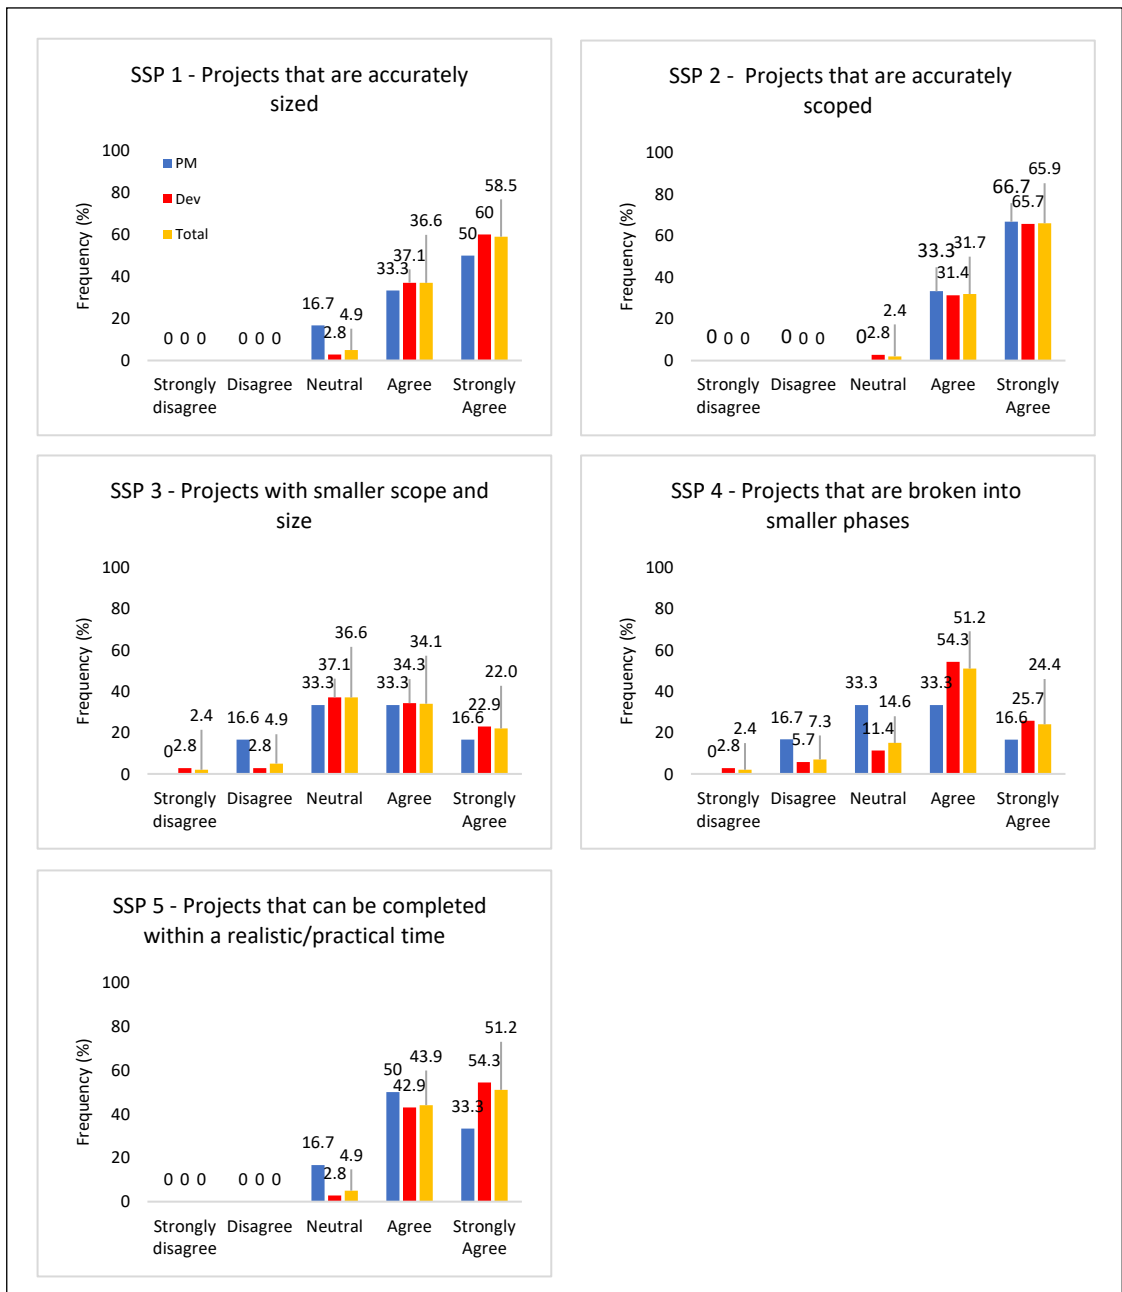 SSP 1 - Projects that are accurately
sized
Frequency (%)
100
80
60
40
20
0
PM
Dev
Total
0 0 0
0 0 0
16.7
2.8
4.9
33.3
37.1
36.6
50
60
58.5
Strongly disagree
Disagree
Neutral
Agree
Strongly Agree
SSP 2 - Projects that are accurately
scoped
Frequency (%)
100
80
60
40
20
0
0 0 0
0 0 0
0
2.8
2.4
33.3
31.4
31.7
66.7
65.7
65.9
Strongly disagree
Disagree
Neutral
Agree
Strongly Agree
SSP 3 - Projects with smaller scope and
size
Frequency (%)
100
80
60
40
20
0
0
2.8
2.4
16.6
2.8
4.9
33.3
37.1
36.6
33.3
34.3
34.1
16.6
22.9
22.0
Strongly disagree
Disagree
Neutral
Agree
Strongly Agree
SSP 4 - Projects that are broken into
smaller phases
Frequency (%)
100
80
60
40
20
0
0
2.8
2.4
16.7
5.7
7.3
33.3
11.4
14.6
33.3
54.3
51.2
16.6
25.7
24.4
Strongly disagree
Disagree
Neutral
Agree
Strongly Agree
SSP 5 - Projects that can be completed
within a realistic/practical time
Frequency (%)
100
80
60
40
20
0
0 0 0
0 0 0
16.7
2.8
4.9
50
42.9
43.9
33.3
54.3
51.2
Strongly disagree
Disagree
Neutral
Agree
Strongly Agree